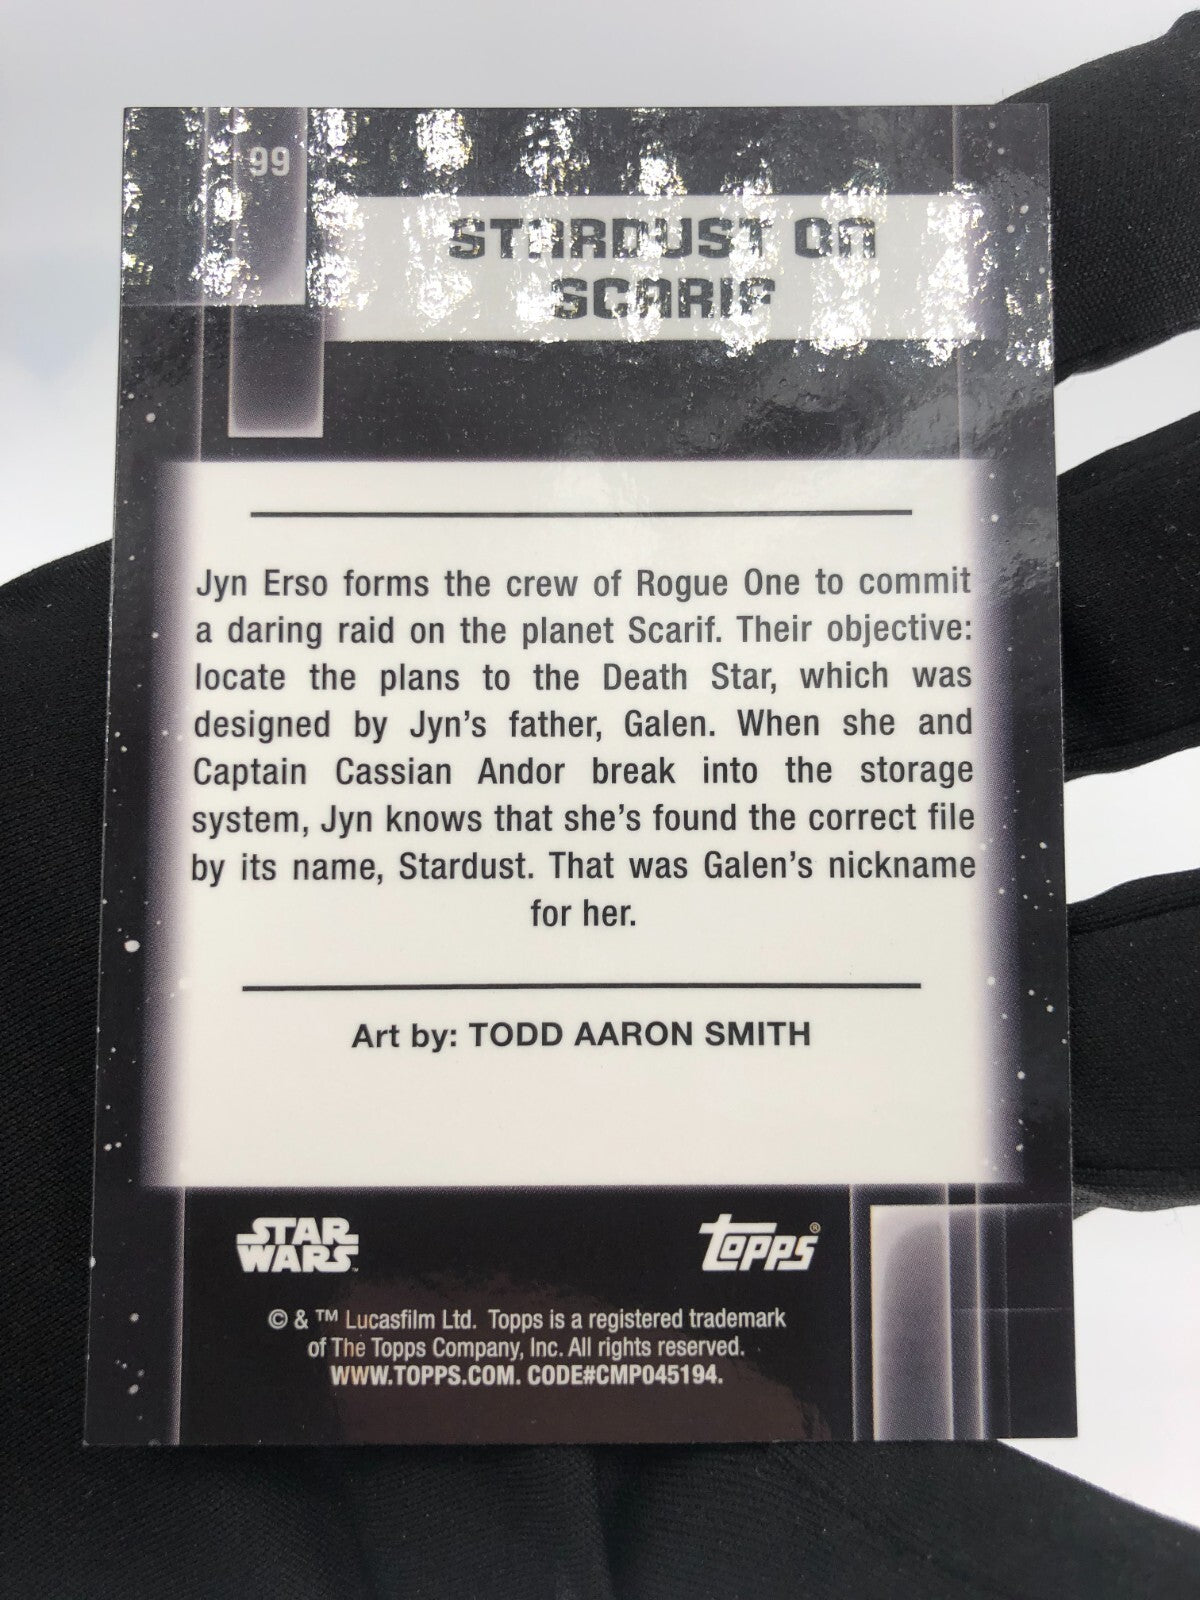 99
STARDUST ON
SCARIF
Jyn Erso forms the crew of Rogue One to commit
a daring raid on the planet Scarif. Their objective:
locate the plans to the Death Star, which was
designed by Jyn's father, Galen. When she and
Captain Cassian Andor break into the storage
system, Jyn knows that she's found the correct file
by its name, Stardust. That was Galen's nickname
for her.
Art by: TODD AARON SMITH
STAR
WARS™
Topps®
© & ™ Lucasfilm Ltd. Topps is a registered trademark
of The Topps Company, Inc. All rights reserved.
WWW.TOPPS.COM. CODE#CMP045194.